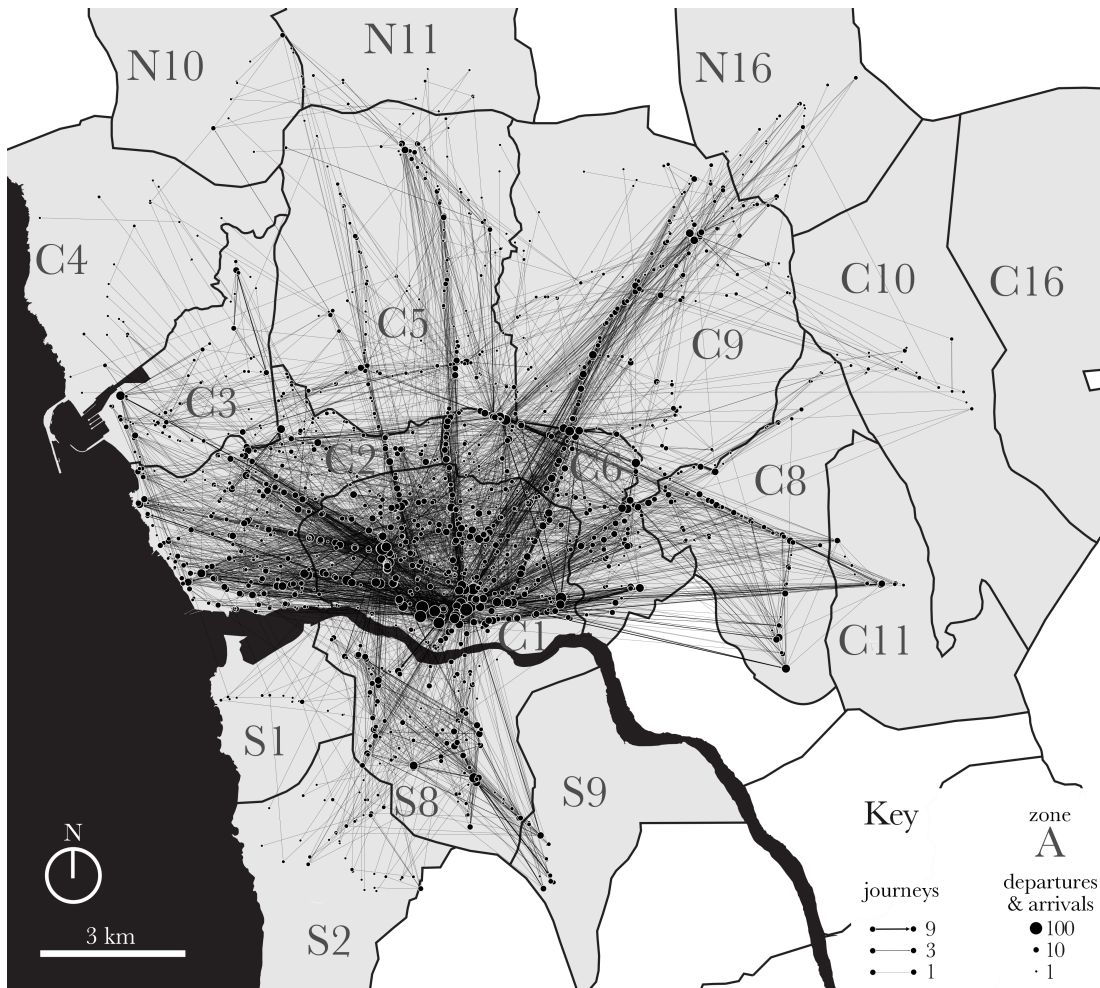 N11
N10
N16
C4
C10
C16
C5
C9
C3
C2
C6
C8
C1
C11
S1
S9
S8
S2
N
3 km
Key
zone
A
journeys
9
3
1
departures
& arrivals
100
10
1